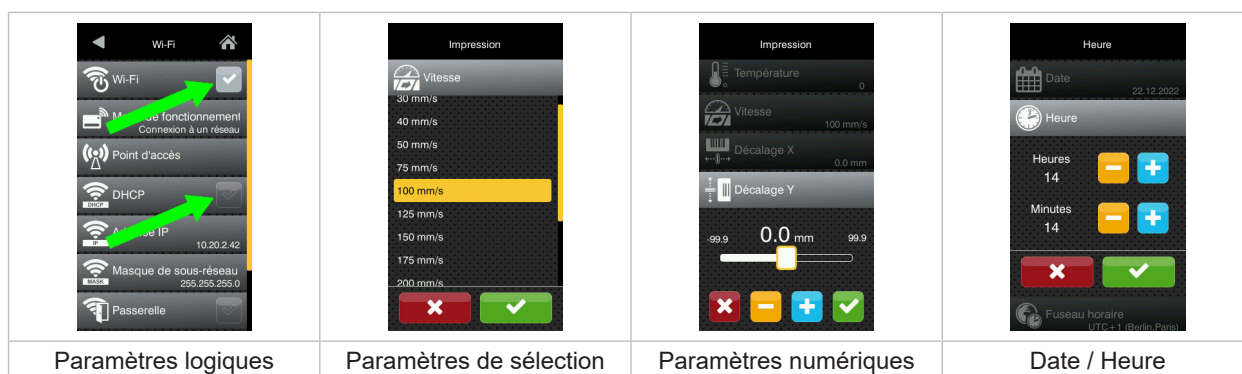 Wi-Fi
Wi-Fi
Mode de fonctionnement
Connexion à un réseau
Point d'accès
DHCP
DHCP
Adresse IP
IP
10.20.2.42
Masque de sous-réseau
MASK
255.255.255.0
Passerelle
Paramètres logiques
Impression
Vitesse
30 mm/s
40 mm/s
50 mm/s
75 mm/s
100 mm/s
125 mm/s
150 mm/s
175 mm/s
200 mm/s
Paramètres de sélection
Impression
Température
0
Vitesse
100 mm/s
Décalage X
0.0 mm
Décalage Y
-99.9 0.0 mm 99.9
Paramètres numériques
Heure
Date
22.12.2022
Heure
Heures
14
Minutes
14
Fuseau horaire
UTC+1 (Berlin,Paris)
Date / Heure